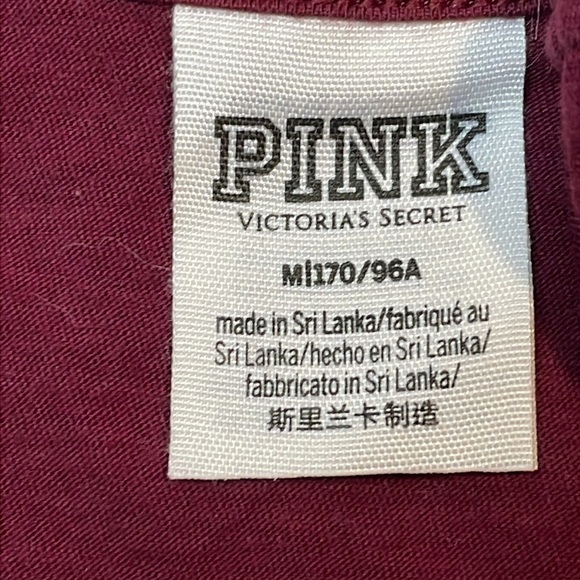 PINK
VICTORIA'S SECRET
M|170/96A
made in Sri Lanka/fabriqué au
Sri Lanka/hecho en Sri Lanka/
fabbricato in Sri Lanka/
斯里兰卡制造